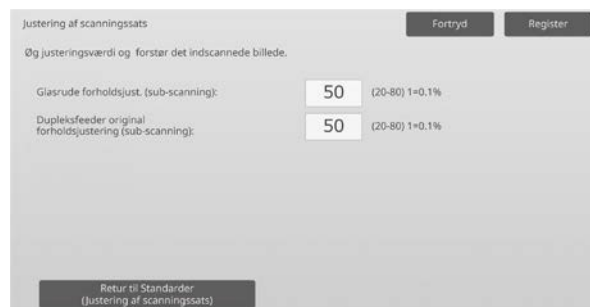 Justering af scanningssats
Fortryd
Register
Øg justeringsværdi og forstør det indscannede billede.
Glasrude forholdsjust. (sub-scanning):
50
(20-80) 1=0.1%
Dupleksfeeder original
forholdsjustering (sub-scanning):
50
(20-80) 1=0.1%
Retur til Standarder
(Justering af scanningssats)